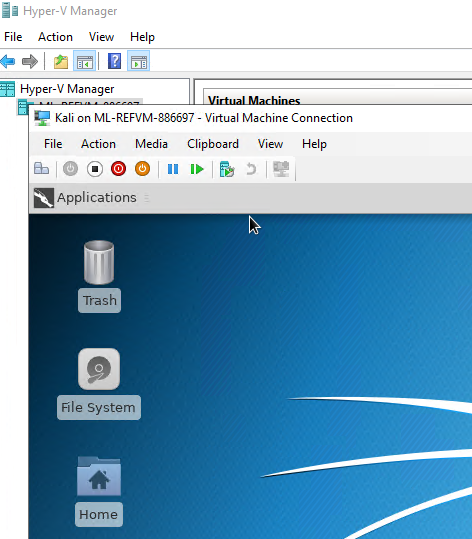 Hyper-V Manager
File Action View Help
Hyper-V Manager
ML-REFVM-886697
Virtual Machines
Kali on ML-REFVM-886697 - Virtual Machine Connection
File Action Media Clipboard View Help
Applications
Trash
File System
Home